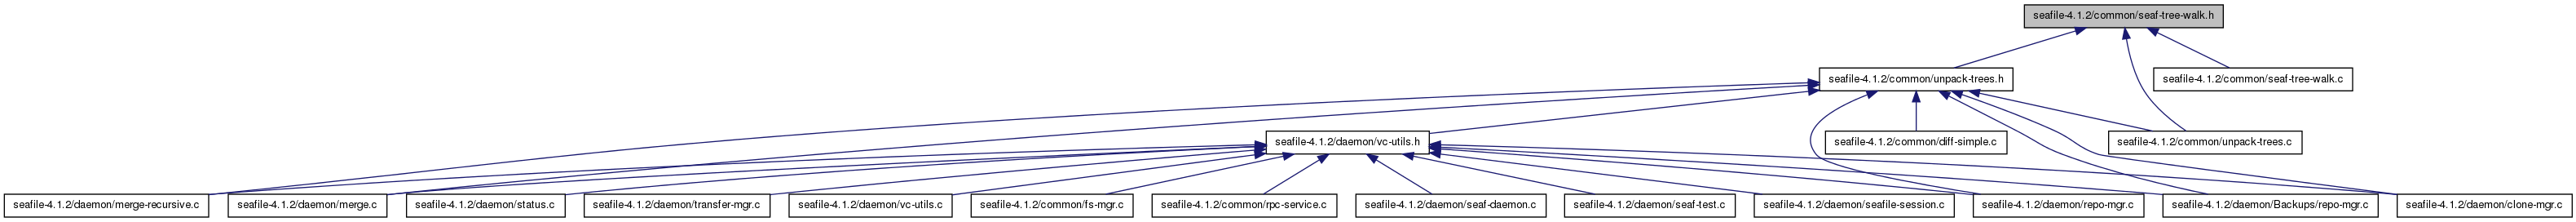 seafile-4.1.2/common/seaf-tree-walk.h
seafile-4.1.2/common/unpack-trees.h
seafile-4.1.2/common/seaf-tree-walk.c
seafile-4.1.2/daemon/vc-utils.h
seafile-4.1.2/common/diff-simple.c
seafile-4.1.2/common/unpack-trees.c
seafile-4.1.2/daemon/merge-recursive.c
seafile-4.1.2/daemon/merge.c
seafile-4.1.2/daemon/status.c
seafile-4.1.2/daemon/transfer-mgr.c
seafile-4.1.2/daemon/vc-utils.c
seafile-4.1.2/common/fs-mgr.c
seafile-4.1.2/common/rpc-service.c
seafile-4.1.2/daemon/seaf-daemon.c
seafile-4.1.2/daemon/seaf-test.c
seafile-4.1.2/daemon/seafile-session.c
seafile-4.1.2/daemon/repo-mgr.c
seafile-4.1.2/daemon/Backups/repo-mgr.c
seafile-4.1.2/daemon/clone-mgr.c